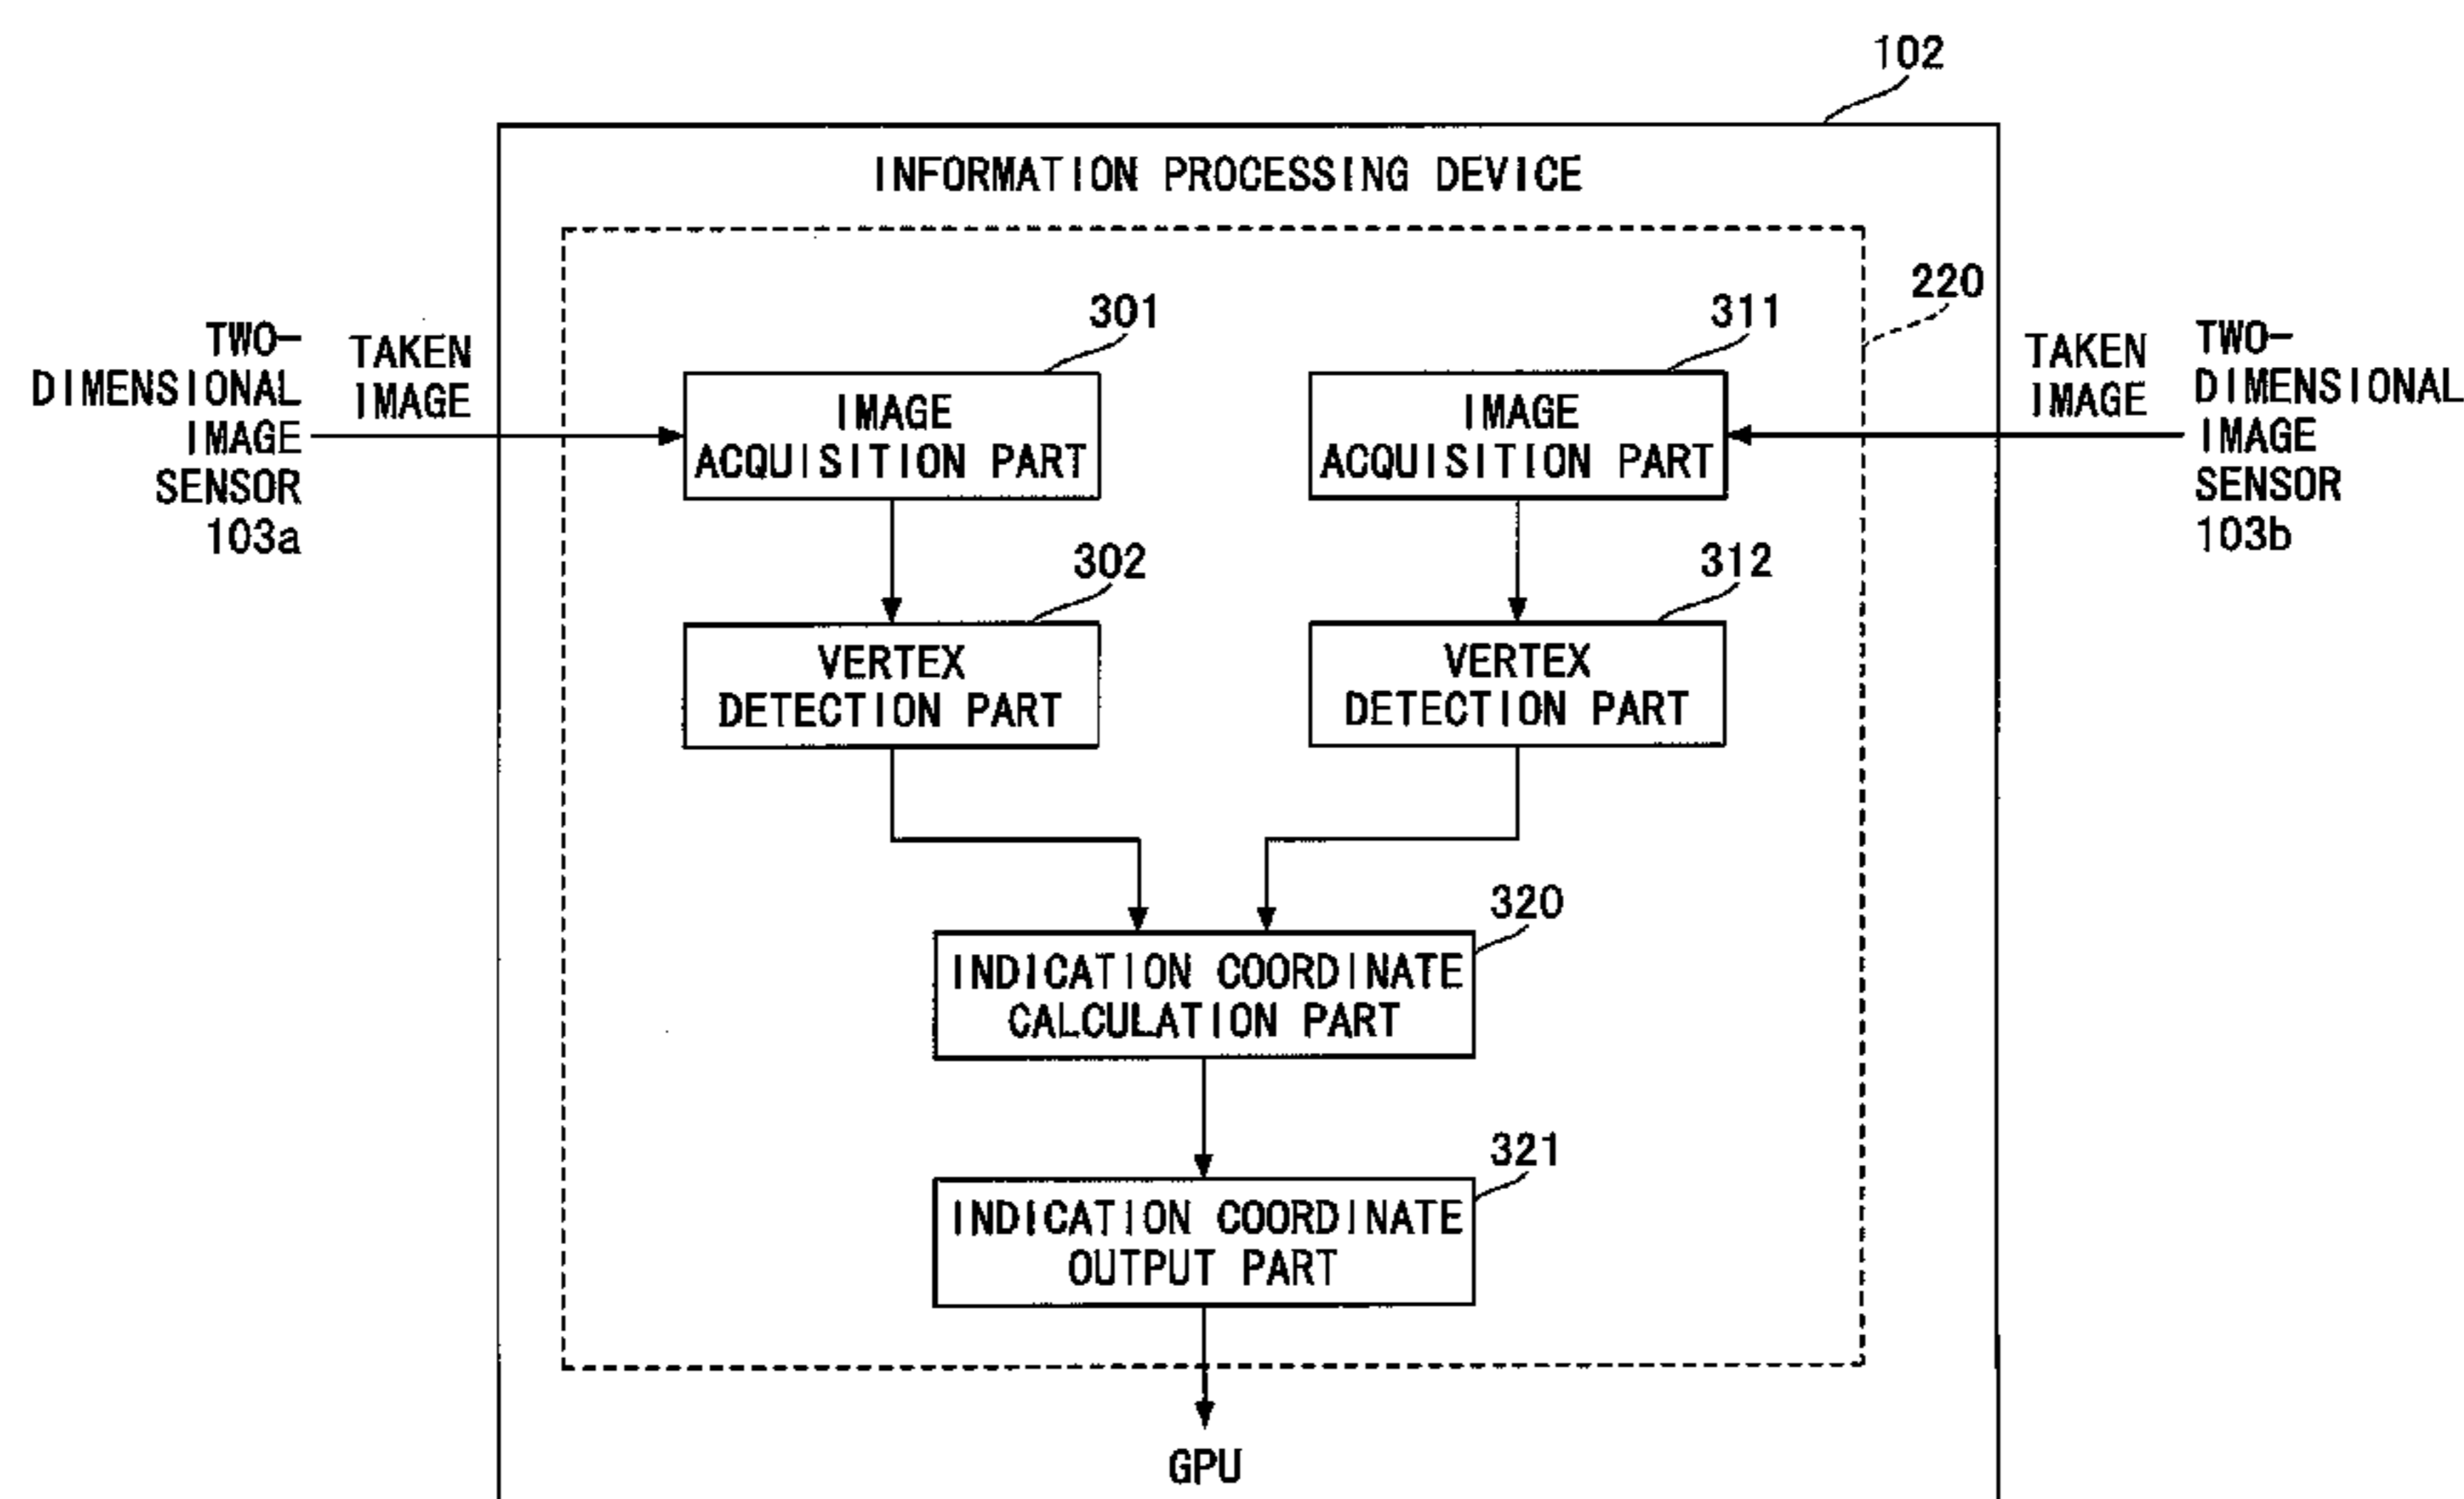 102
INFORMATION PROCESSING DEVICE
220
TWO-
DIMENSIONAL
IMAGE
SENSOR
103a
TAKEN
IMAGE
301
IMAGE
ACQUISITION PART
311
IMAGE
ACQUISITION PART
TAKEN
IMAGE
TWO-
DIMENSIONAL
IMAGE
SENSOR
103b
302
VERTEX
DETECTION PART
312
VERTEX
DETECTION PART
320
INDICATION COORDINATE
CALCULATION PART
321
INDICATION COORDINATE
OUTPUT PART
GPU